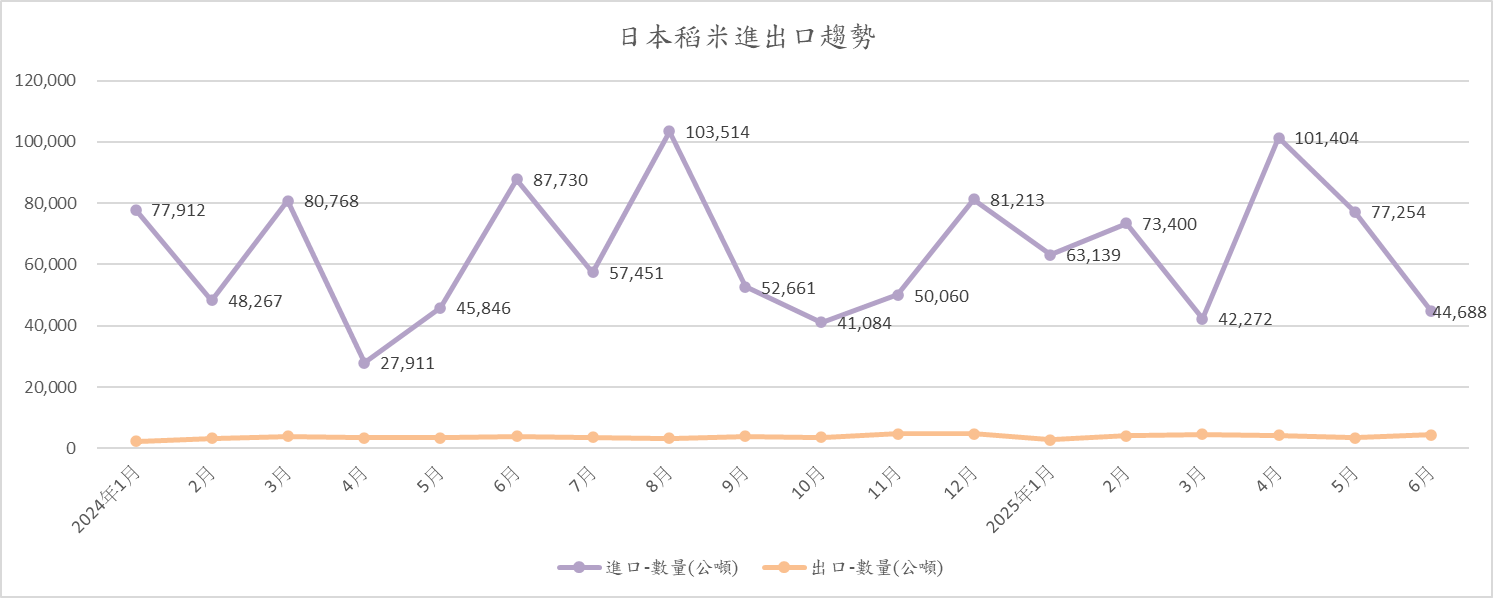 日本稻米進出口趨勢
120,000
100,000
80,000
60,000
40,000
20,000
0
77,912
48,267
80,768
27,911
45,846
87,730
57,451
103,514
52,661
41,084
50,060
81,213
63,139
73,400
42,272
101,404
77,254
44,688
2024年1月
2月
3月
4月
5月
6月
7月
8月
9月
10月
11月
12月
2025年1月
2月
3月
4月
5月
6月
進口-數量(公噸)
出口-數量(公噸)